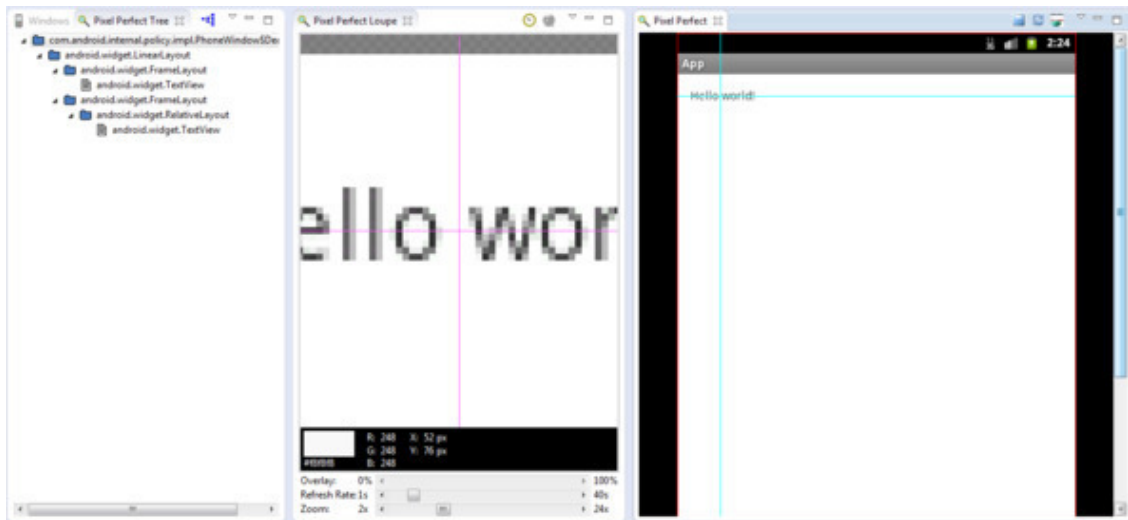 Windows Pixel Perfect Tree
com.android.internal.policy.impl.PhoneWindow$De
android.widget.LinearLayout
android.widget.FrameLayout
android.widget.TextView
android.widget.FrameLayout
android.widget.RelativeLayout
android.widget.TextView
Pixel Perfect Loupe
ello wor
R: 248 X: 52 px
G: 248 Y: 76 px
#f8f8f8 B: 248
Overlay: 0% 100%
Refresh Rate: 1s 40s
Zoom: 2x 24x
Pixel Perfect
2:24
App
Hello world!